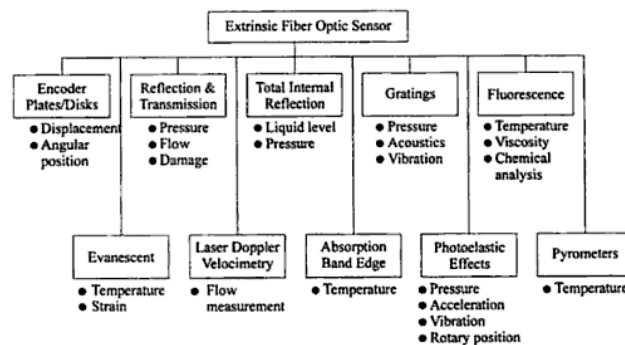 Extrinsic Fiber Optic Sensor
Encoder
Plates/Disks
● Displacement
● Angular
position
Reflection &
Transmission
● Pressure
● Flow
● Damage
Total Internal
Reflection
● Liquid level
● Pressure
Gratings
● Pressure
● Acoustics
● Vibration
Fluorescence
● Temperature
● Viscosity
● Chemical
analysis
Evanescent
● Temperature
● Strain
Laser Doppler
Velocimetry
● Flow
measurement
Absorption
Band Edge
● Temperature
Photoelastic
Effects
● Pressure
● Acceleration
● Vibration
● Rotary position
Pyrometers
● Temperature